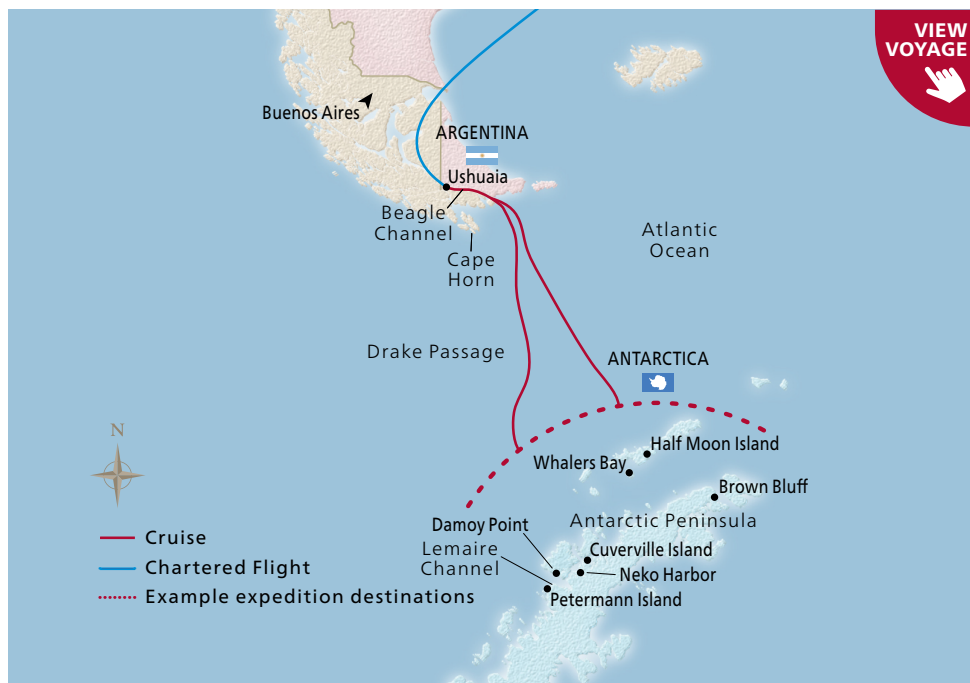 VIEW
VOYAGE
Buenos Aires
ARGENTINA
Ushuaia
Beagle
Channel
Cape
Horn
Atlantic
Ocean
Drake Passage
ANTARCTICA
N
Half Moon Island
Whalers Bay
Brown Bluff
Antarctic Peninsula
Damoy Point
Lemaire
Channel
Cuverville Island
Neko Harbor
Petermann Island
Cruise
Chartered Flight
Example expedition destinations